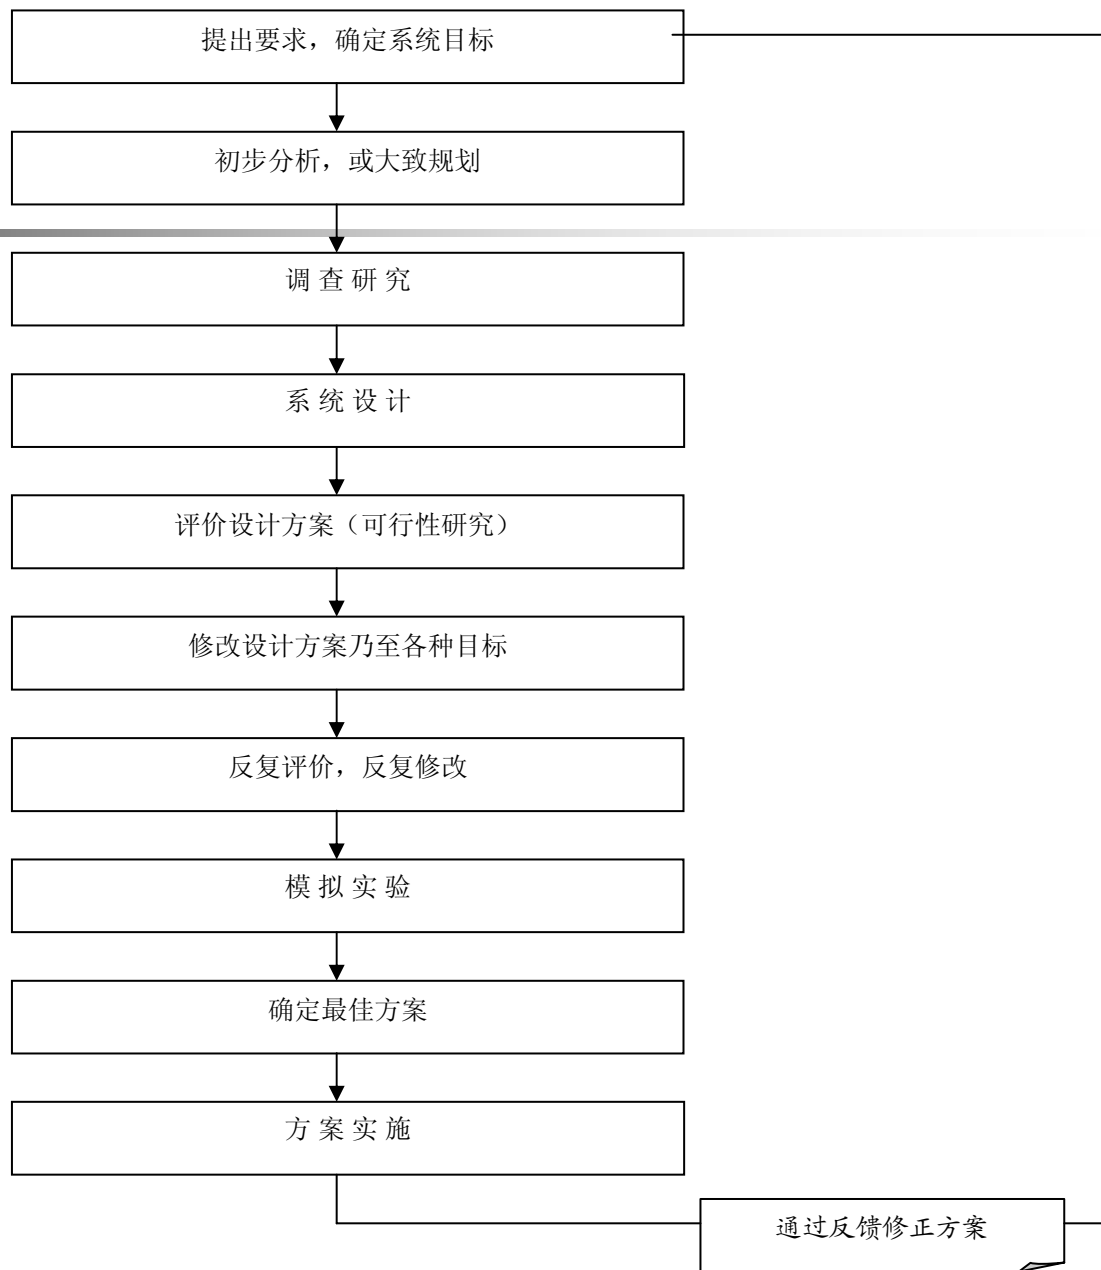 提出要求，确定系统目标
初步分析，或大致规划
调 查 研 究
系 统 设 计
评价设计方案（可行性研究）
修改设计方案乃至各种目标
反复评价，反复修改
模 拟 实 验
确定最佳方案
方 案 实 施
通过反馈修正方案